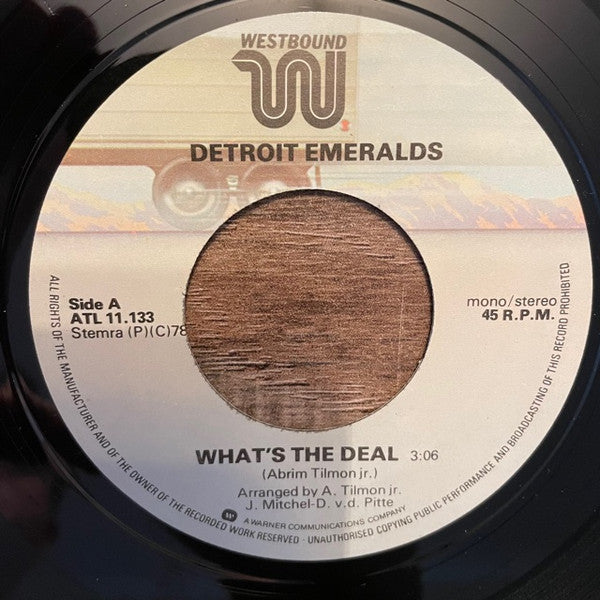 WESTBOUND
W
DETROIT EMERALDS
Side A
ATL 11.133
Stemra (P)(C)78
mono/stereo
45 R.P.M.
WHAT'S THE DEAL 3:06
(Abrim Tilmon jr.)
Arranged by A. Tilmon jr.
J. Mitchel-D. v.d. Pitte
A WARNER COMMUNICATIONS COMPANY
ALL RIGHTS OF THE MANUFACTURER AND OF THE OWNER OF THE RECORDED WORK RESERVED · UNAUTHORISED COPYING PUBLIC PERFORMANCE AND BROADCASTING OF THIS RECORD PROHIBITED